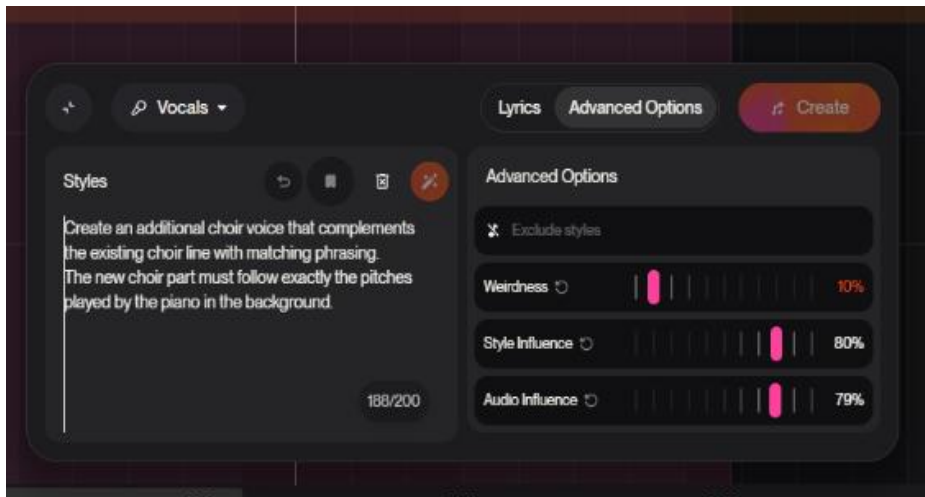 Vocals
Lyrics
Advanced Options
Create
Styles
Create an additional choir voice that complements
the existing choir line with matching phrasing.
The new choir part must follow exactly the pitches
played by the piano in the background.
188/200
Advanced Options
Exclude styles
Weirdness 10%
Style Influence 80%
Audio Influence 79%